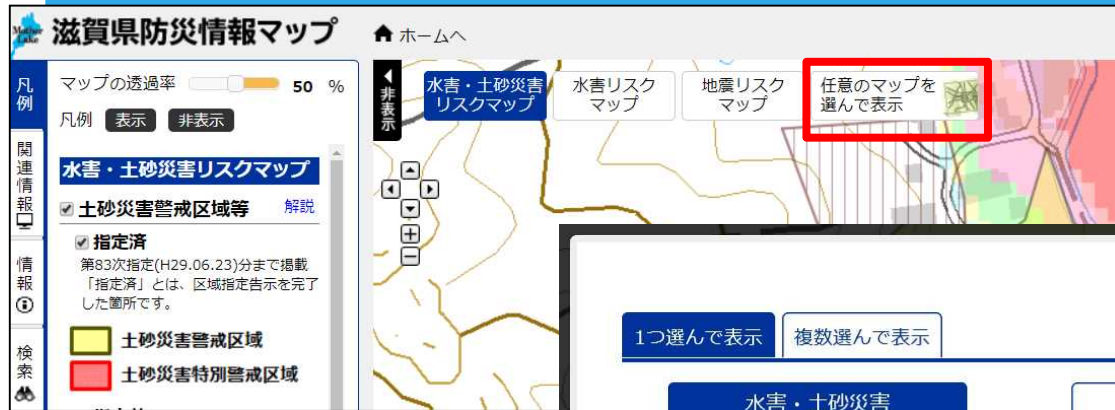 Mother Lake
滋賀県防災情報マップ
ホームへ
凡例
関連情報
情報
検索
マップの透過率 50 %
凡例 表示 非表示
水害・土砂災害リスクマップ
土砂災害警戒区域等 解説
指定済
第83次指定(H29.06.23)分まで掲載
「指定済」とは、区域指定告示を完了
した箇所です。
土砂災害警戒区域
土砂災害特別警戒区域
非表示
水害・土砂災害
リスクマップ
水害リスク
マップ
地震リスク
マップ
任意のマップを
選んで表示
1つ選んで表示
複数選んで表示
水害・土砂災害